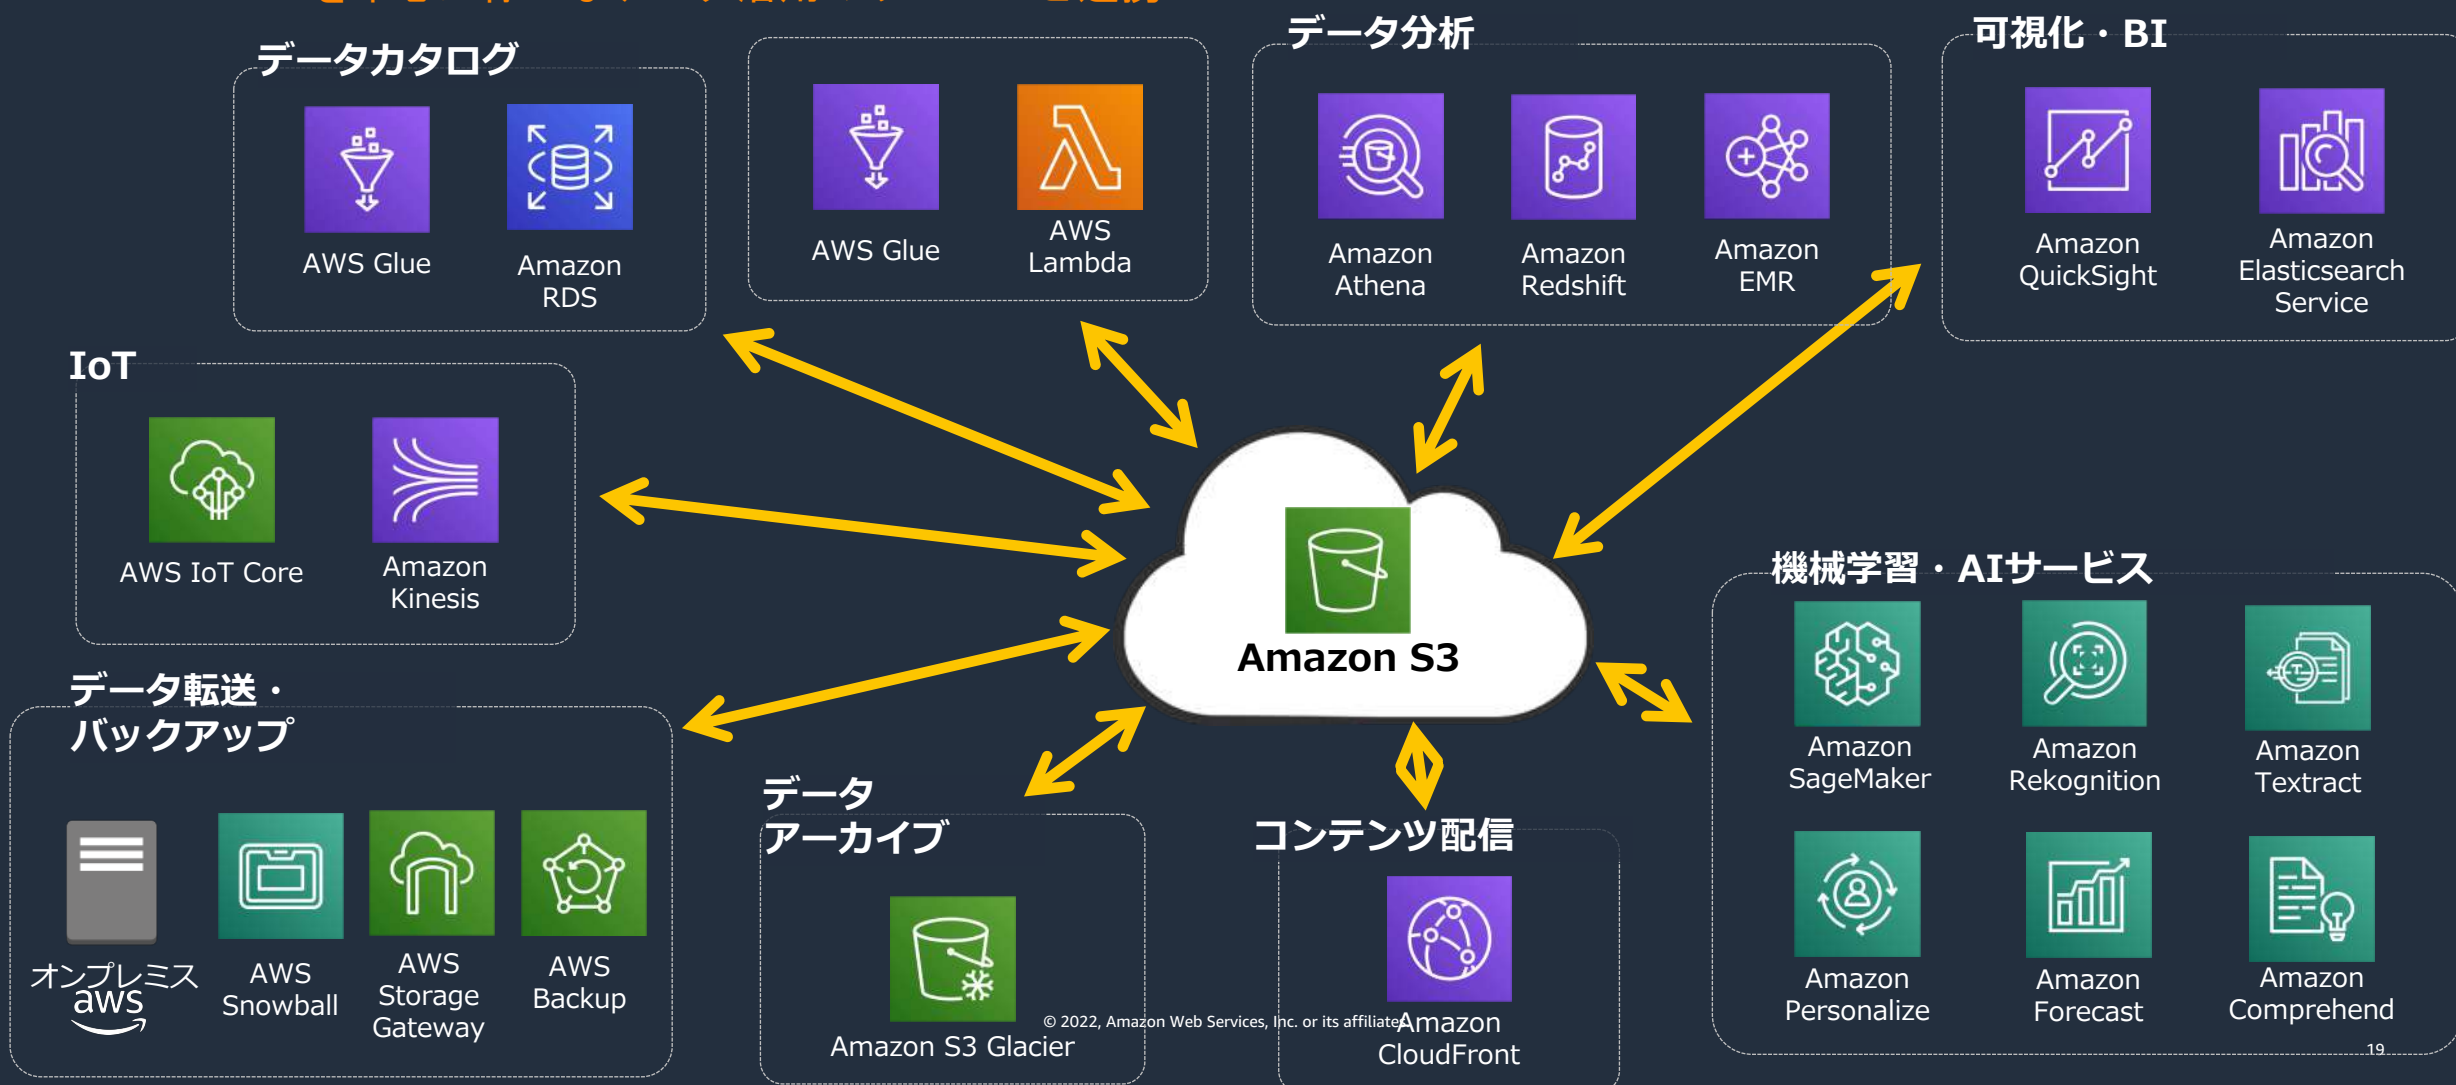 データカタログ
AWS Glue
Amazon
RDS
AWS Glue
AWS
Lambda
データ分析
Amazon
Athena
Amazon
Redshift
Amazon
EMR
可視化・BI
Amazon
QuickSight
Amazon
Elasticsearch
Service
IoT
AWS IoT Core
Amazon
Kinesis
Amazon S3
機械学習・AIサービス
Amazon
SageMaker
Amazon
Rekognition
Amazon
Textract
Amazon
Personalize
Amazon
Forecast
Amazon
Comprehend
データ転送・
バックアップ
オンプレミス
AWS
Snowball
AWS
Storage
Gateway
AWS
Backup
データ
アーカイブ
Amazon S3 Glacier
コンテンツ配信
Amazon
CloudFront
aws
© 2022, Amazon Web Services, Inc. or its affiliates.
19